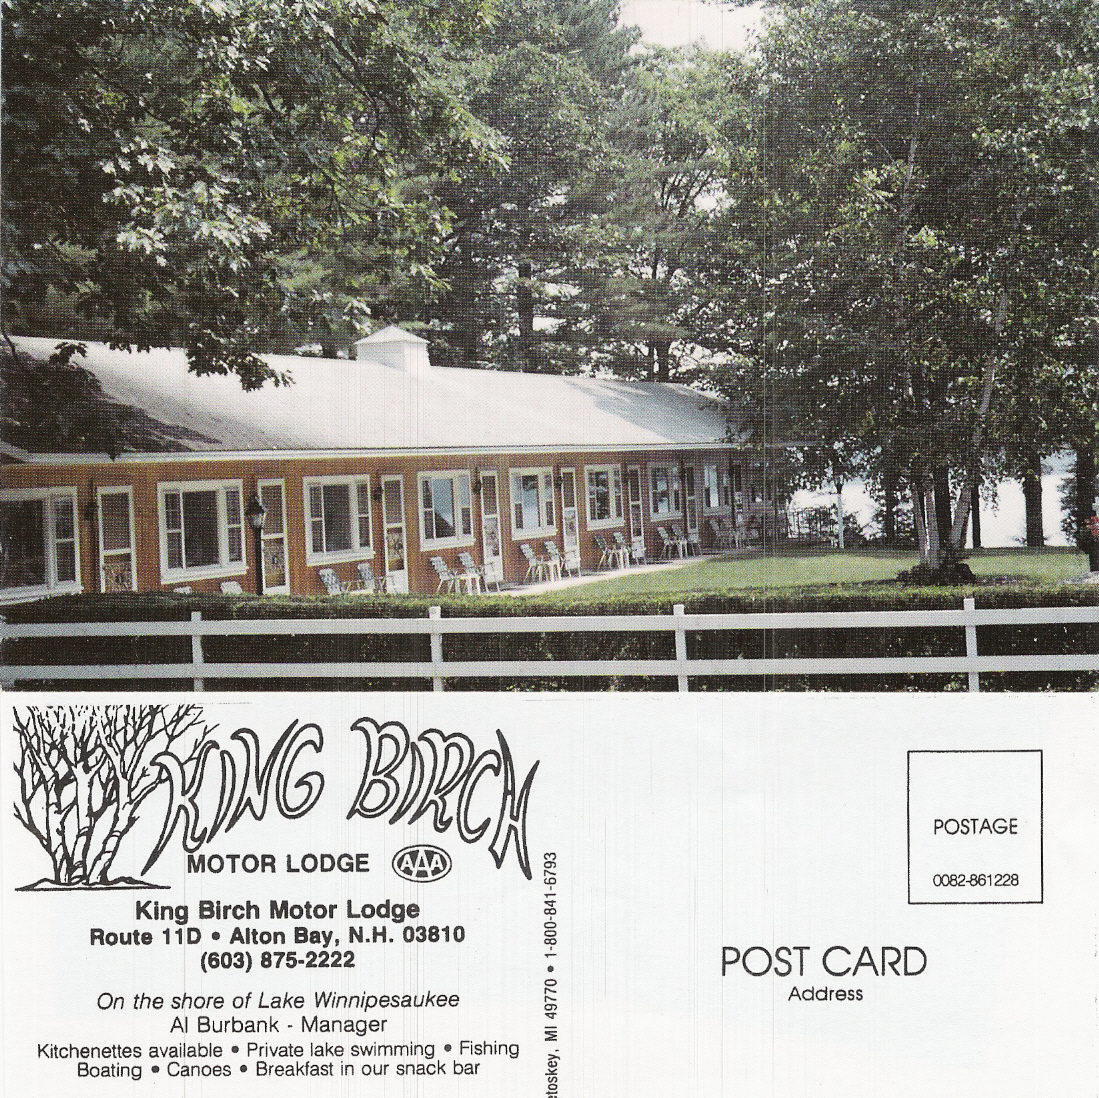 KING BIRCH
MOTOR LODGE AAA
King Birch Motor Lodge
Route 11D • Alton Bay, N.H. 03810
(603) 875-2222
On the shore of Lake Winnipesaukee
Al Burbank - Manager
Kitchenettes available • Private lake swimming • Fishing
Boating • Canoes • Breakfast in our snack bar
etoskey, MI 49770 • 1-800-841-6793
POSTAGE
0082-861228
POST CARD
Address